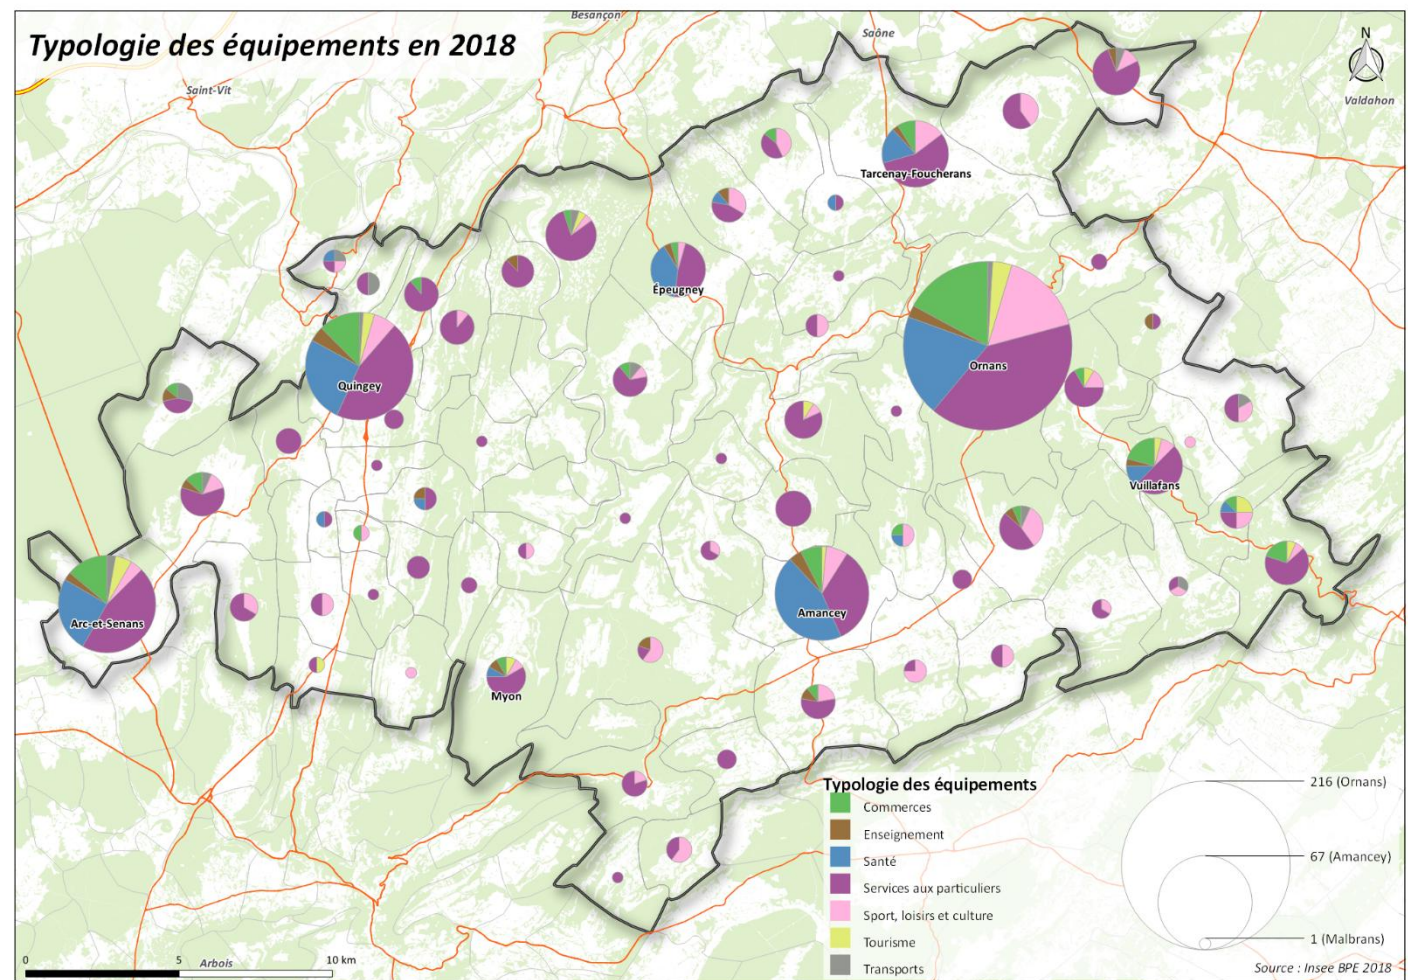 Typologie des équipements en 2018
Besançon
Saône
N
Saint-Vit
Valdahon
Tarcenay-Foucherans
Épeugney
Ornans
Quingey
Vuillafans
Amancey
Arc-et-Senans
Myon
Typologie des équipements
Commerces
Enseignement
Santé
Services aux particuliers
Sport, loisirs et culture
Tourisme
Transports
216 (Ornans)
67 (Amancey)
1 (Malbrans)
0 5 10 km
Arbois
Source : Insee BPE 2018